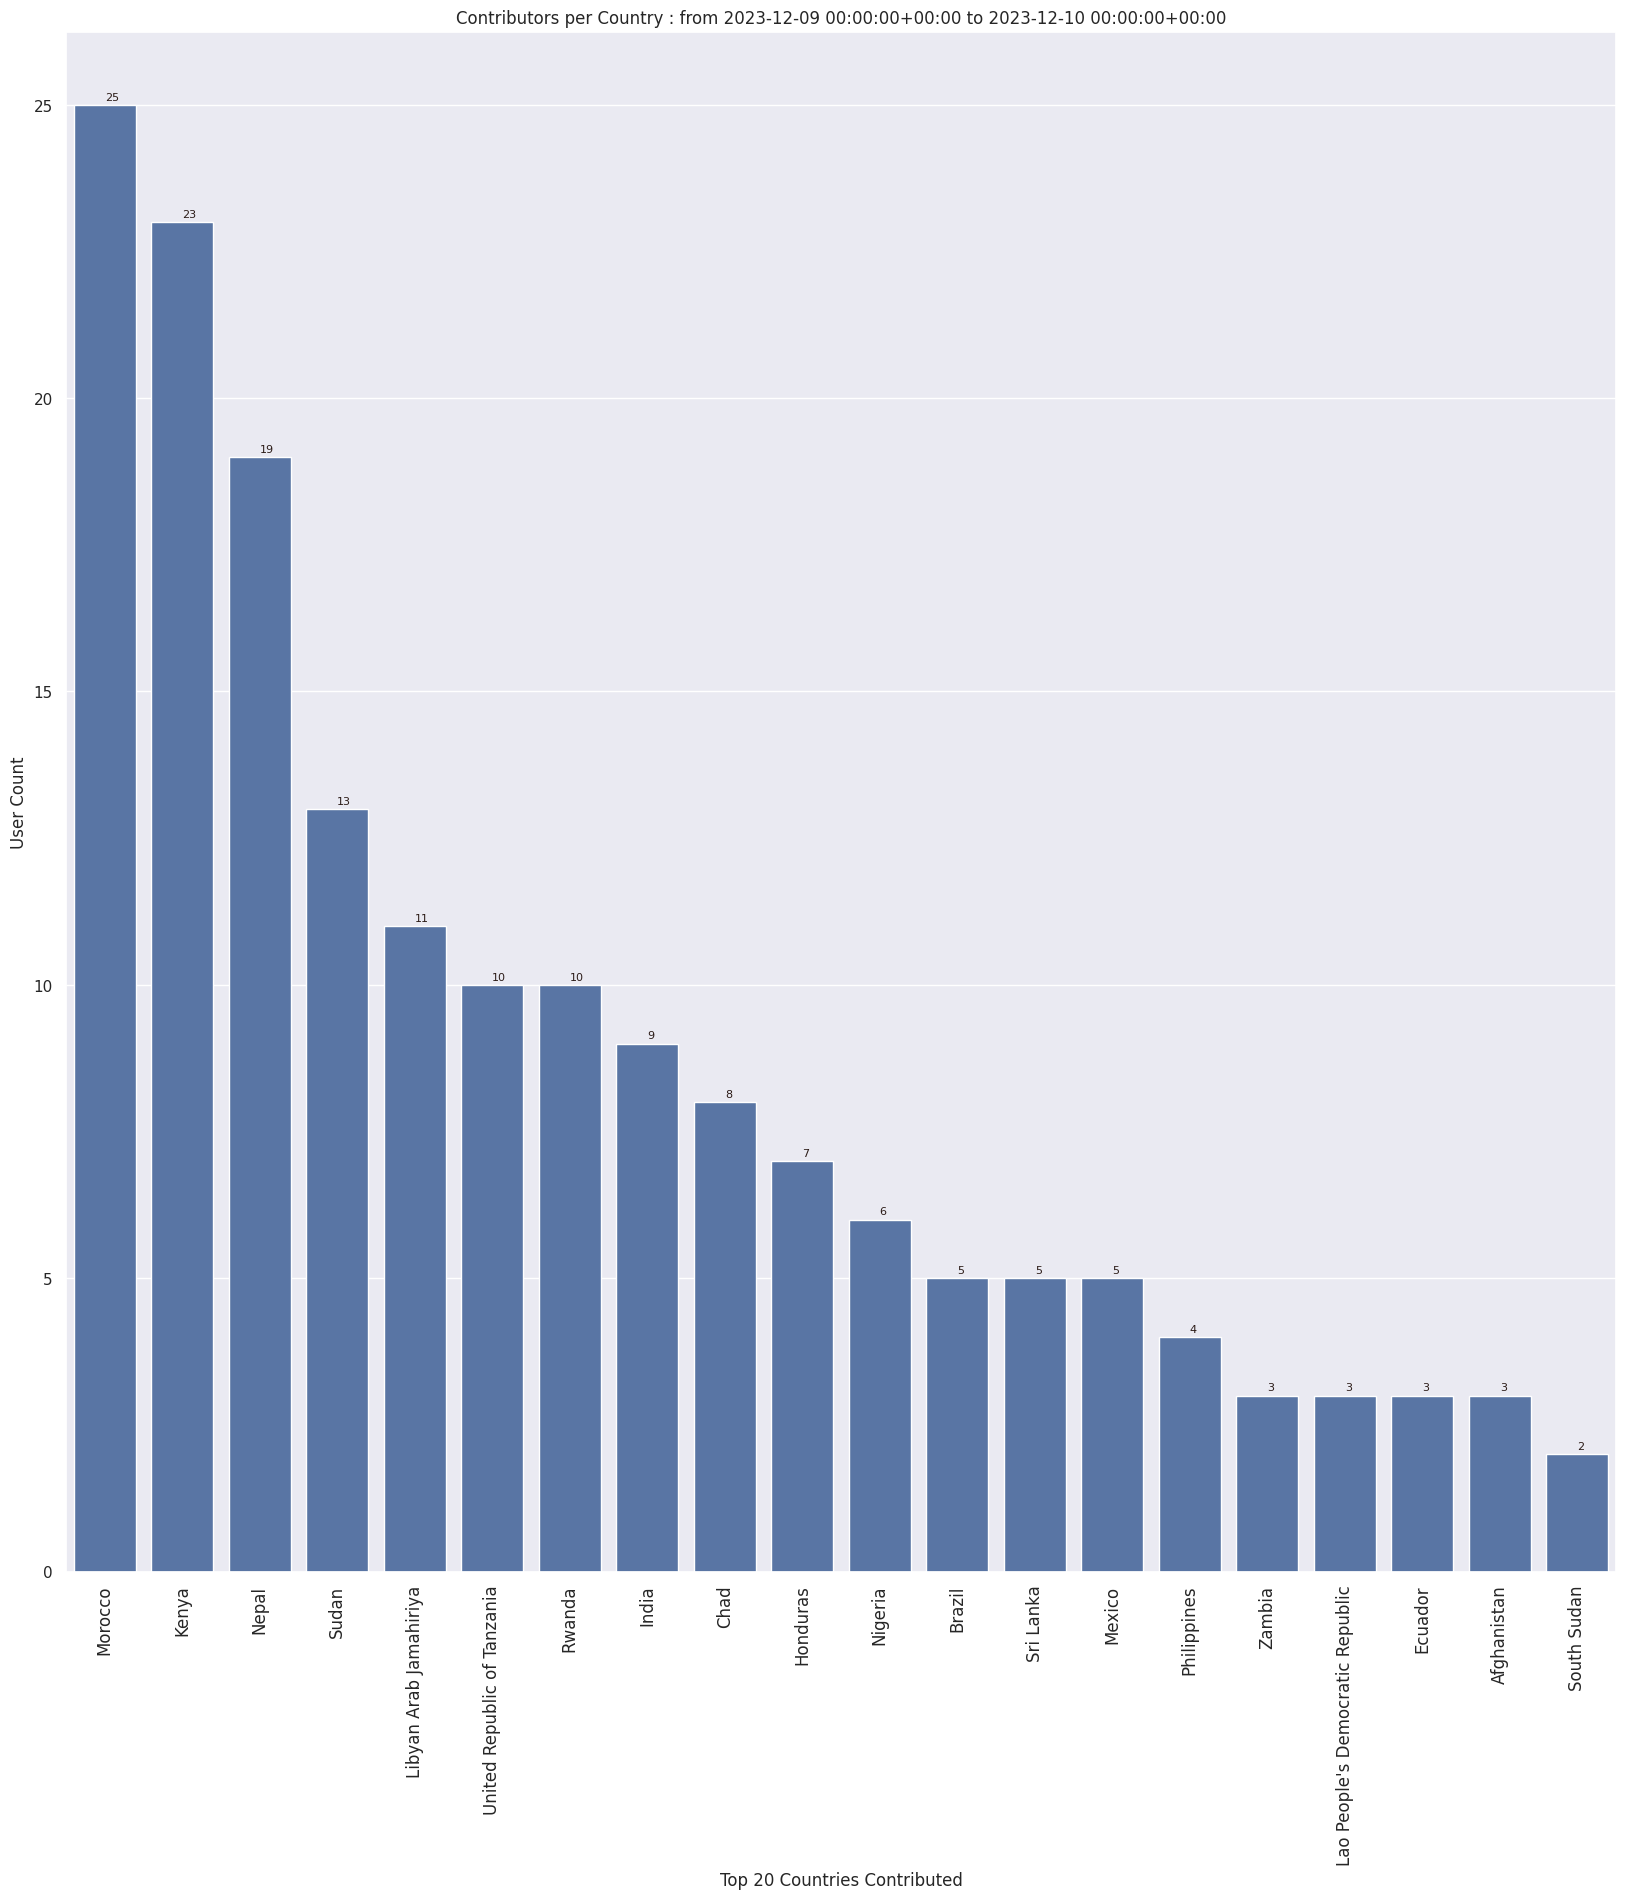 Contributors per Country : from 2023-12-09 00:00:00+00:00 to 2023-12-10 00:00:00+00:00
User Count
25
20
15
10
5
0
25
23
19
13
11
10
10
9
8
7
6
5
5
5
4
3
3
3
3
2
Morocco
Kenya
Nepal
Sudan
Libyan Arab Jamahiriya
United Republic of Tanzania
Rwanda
India
Chad
Honduras
Nigeria
Brazil
Sri Lanka
Mexico
Philippines
Zambia
Lao People's Democratic Republic
Ecuador
Afghanistan
South Sudan
Top 20 Countries Contributed